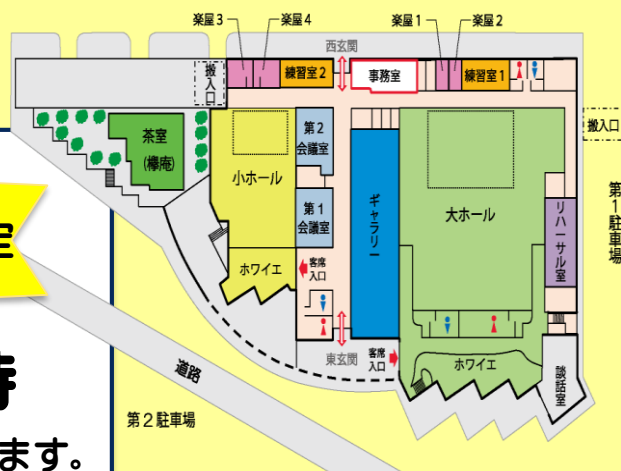 楽屋3
楽屋4
楽屋1
楽屋2
西玄関
搬入口
練習室2
事務室
練習室1
搬入口
茶室
(欅庵)
第2
会議室
小ホール
第1
会議室
ギャラリー
大ホール
リハーサル室
第1駐車場
ホワイエ
客席
入口
東玄関
客席
入口
ホワイエ
談話室
道路
第2駐車場
ます。